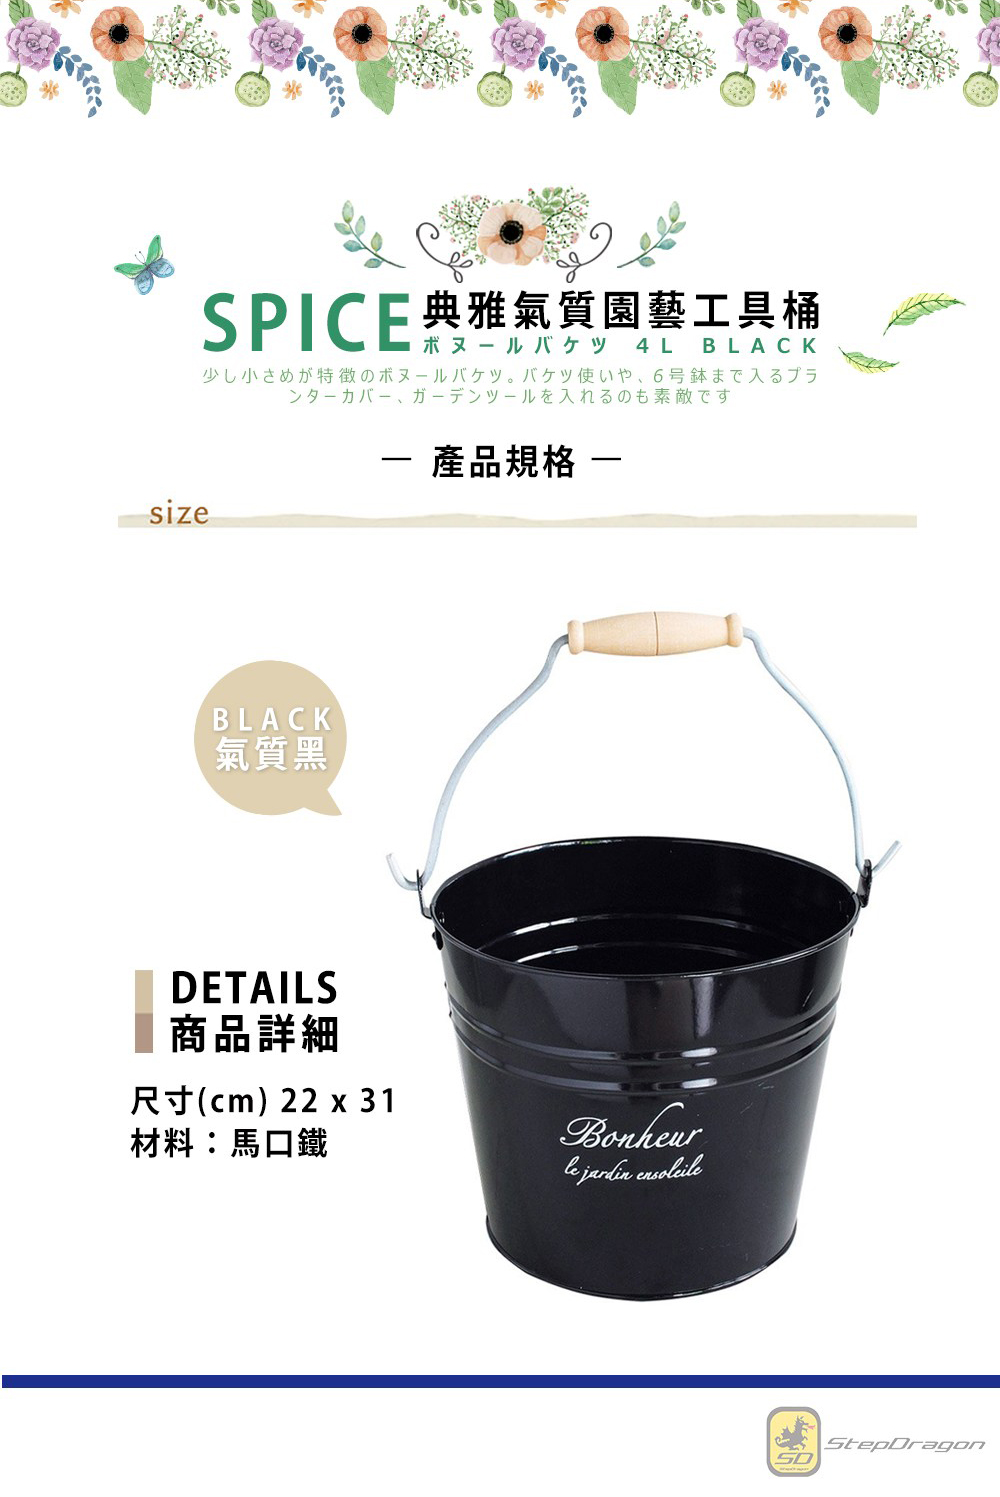 SPICE 典雅氣質園藝工具桶
ボヌールバケツ 4L BLACK
少し小さめが特徴のボヌールバケツ。バケツ使いや、6号鉢まで入るプラ
ンターカバー、ガーデンツールを入れるのも素敵です
— 產品規格 —
size
BLACK
氣質黑
DETAILS
商品詳細
尺寸(cm) 22 x 31
材料：馬口鐵
Bonheur
le jardin ensoleile
SD
StepDragon